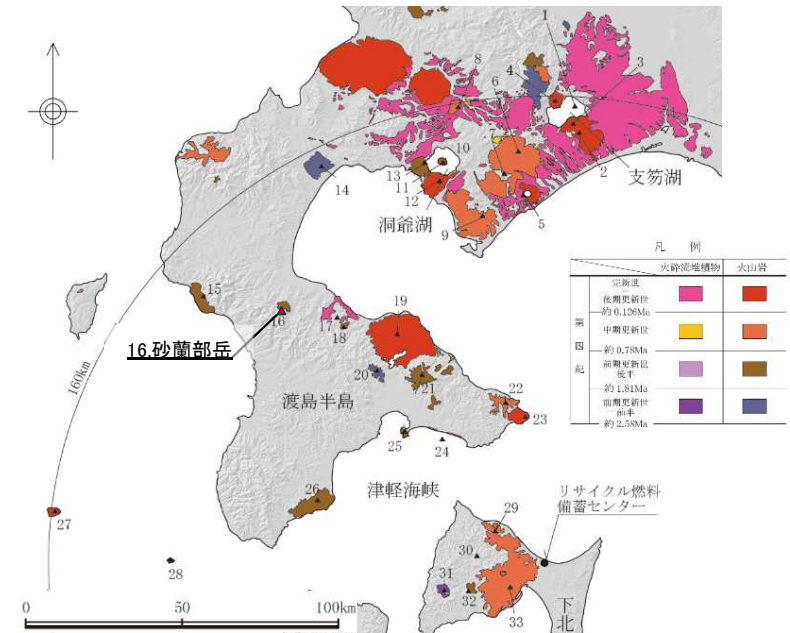 1
8
3
4
6
10
13
11
12
14
2
支笏湖
5
洞爺湖
9
凡 例
火砕流堆積物 火山岩
第四紀
完新世
～
後期更新世
約 0.126Ma
中期更新世
約 0.78Ma
前期更新世
後半
約 1.81Ma
前期更新世
前半
約 2.58Ma
15
16
17
18
19
16.砂蘭部岳
160km
20
21
渡島半島
22
23
25
24
津軽海峡
26
リサイクル燃料
備蓄センター
27
28
29
30
31
32
33
下北
0 50 100km